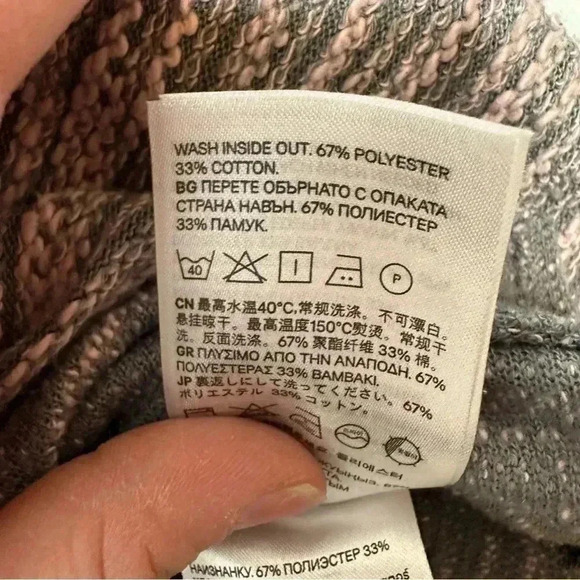 WASH INSIDE OUT. 67% POLYESTER
33% COTTON.
BG ПЕРЕТЕ ОБЪРНАТО С ОПАКАТА
СТРАНА НАВЪН. 67% ПОЛИЕСТЕР
33% ПАМУК.
40 P
CN 最高水温40°C,常规洗涤。不可漂白。
悬挂晾干。最高温度150°C熨烫。常规干
洗。反面洗涤。67% 聚酯纤维 33% 棉。
GR ΠΛΥΣΙΜΟ ΑΠΟ ΤΗΝ ΑΝΑΠΟΔΗ. 67%
ΠΟΛΥΕΣΤΕΡΑΣ 33% ΒΑΜΒΑΚΙ.
JP 裏返しにして洗ってください。 67%
ポリエステル 33% コットン。
폴리에스터
НАИЗНАНКУ. 67% ПОЛИЭСТЕР 33%